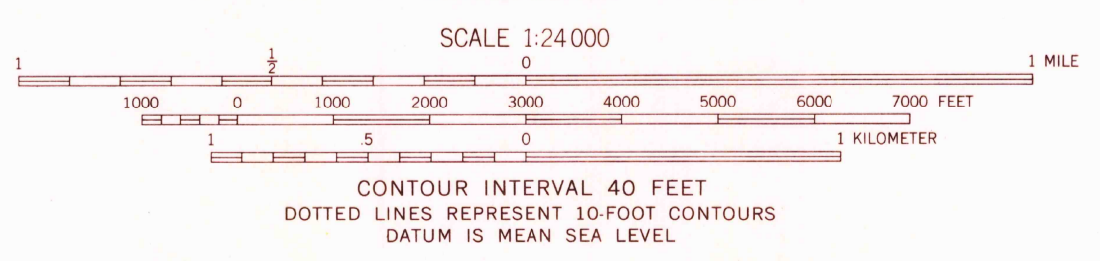 SCALE 1:24 000
1 1/2 0 1 MILE
1000 0 1000 2000 3000 4000 5000 6000 7000 FEET
1 .5 0 1 KILOMETER
CONTOUR INTERVAL 40 FEET
DOTTED LINES REPRESENT 10-FOOT CONTOURS
DATUM IS MEAN SEA LEVEL